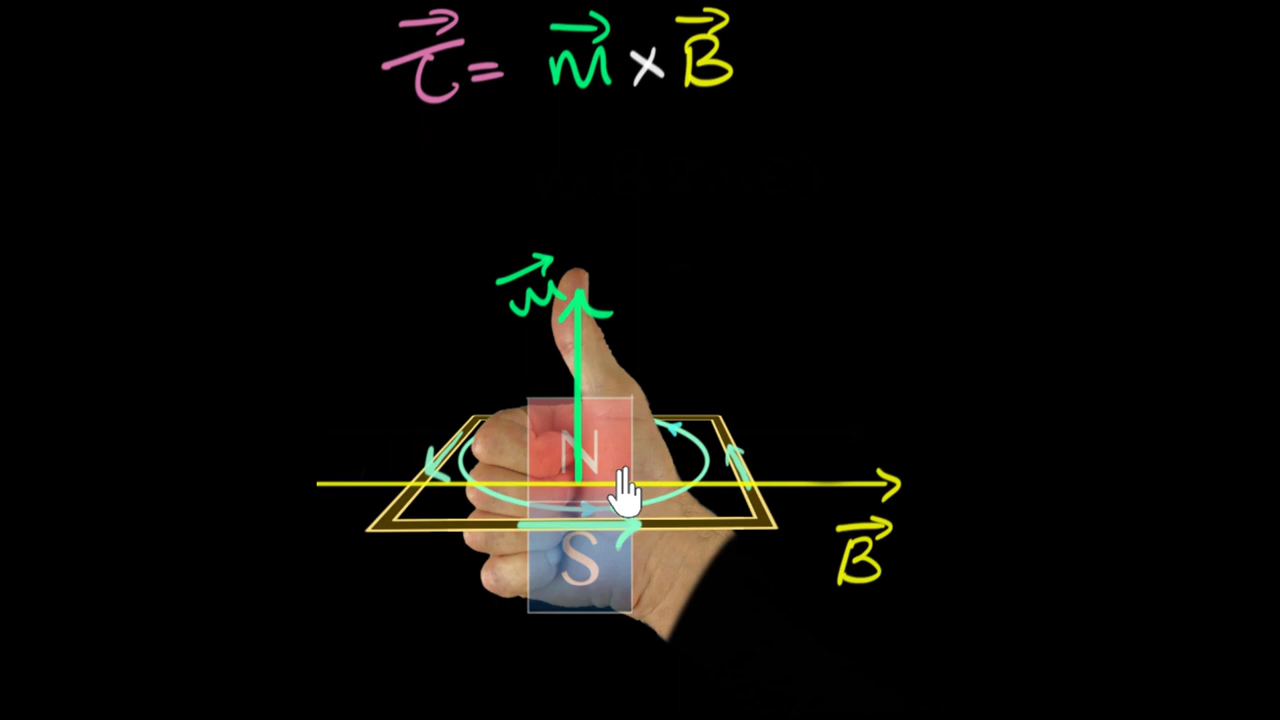 τ⃗ = m⃗ × B⃗
m⃗
N
S
B⃗